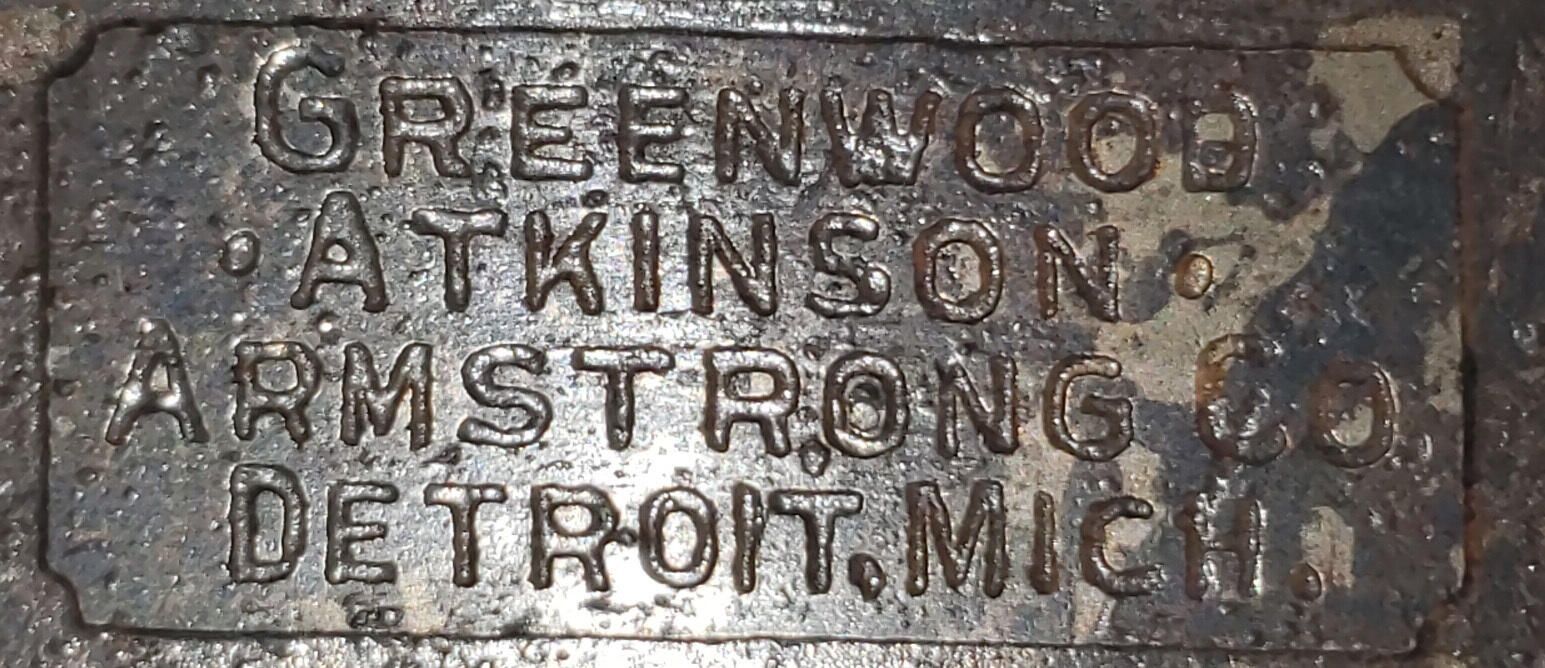 GREENWOOD
·ATKINSON·
ARMSTRONG CO.
DETROIT, MICH.